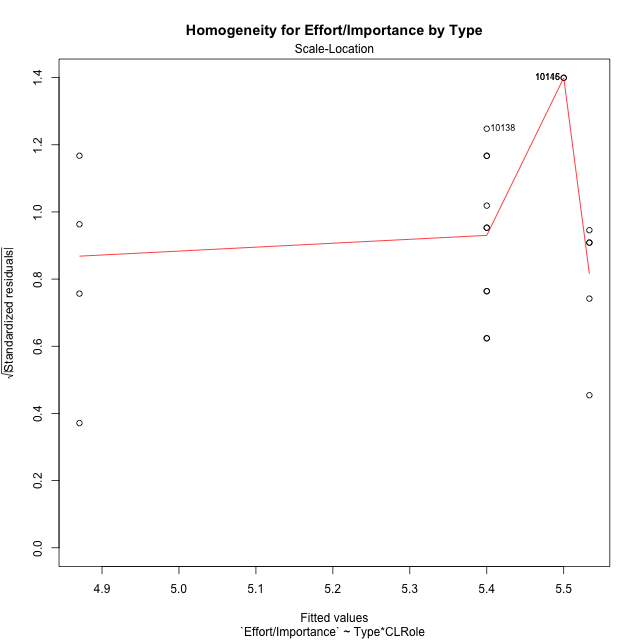 Homogeneity for Effort/Importance by Type
Scale-Location
1.4
1.2
1.0
0.8
0.6
0.4
0.2
0.0
√|Standardized residuals|
10146
10138
4.9 5.0 5.1 5.2 5.3 5.4 5.5
Fitted values
`Effort/Importance` ~ Type*CLRole